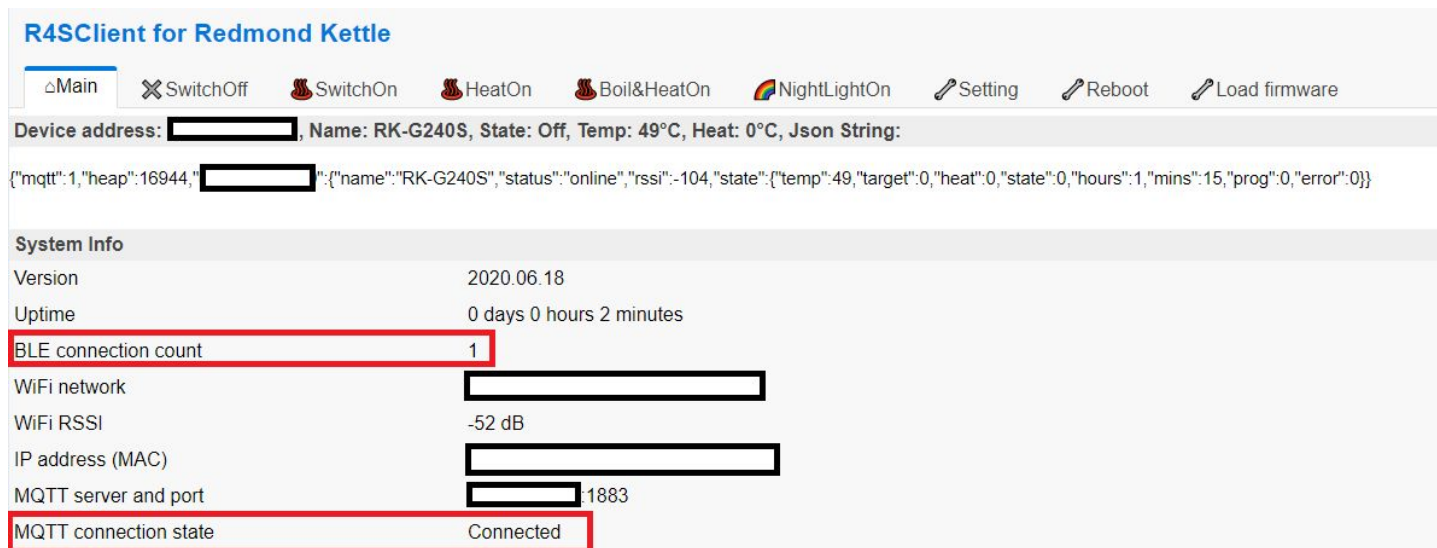 R4SClient for Redmond Kettle
⌂Main SwitchOff SwitchOn HeatOn Boil&HeatOn NightLightOn Setting Reboot Load firmware
Device address: , Name: RK-G240S, State: Off, Temp: 49°C, Heat: 0°C, Json String:
{"mqtt":1,"heap":16944,"":{"name":"RK-G240S","status":"online","rssi":-104,"state":{"temp":49,"target":0,"heat":0,"state":0,"hours":1,"mins":15,"prog":0,"error":0}}
System Info
Version 2020.06.18
Uptime 0 days 0 hours 2 minutes
BLE connection count 1
WiFi network
WiFi RSSI -52 dB
IP address (MAC)
MQTT server and port :1883
MQTT connection state Connected